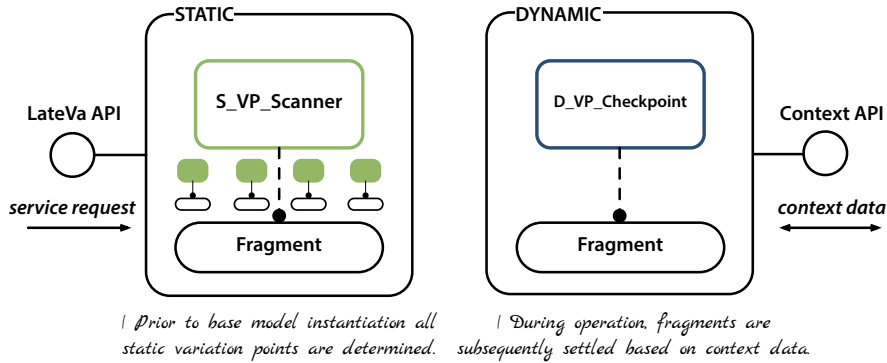 STATIC
DYNAMIC
S_VP_Scanner
D_VP_Checkpoint
LateVa API
Context API
service request
context data
Fragment
Fragment
| Prior to base model instantiation all
static variation points are determined.
| During operation, fragments are
subsequently settled based on context data.